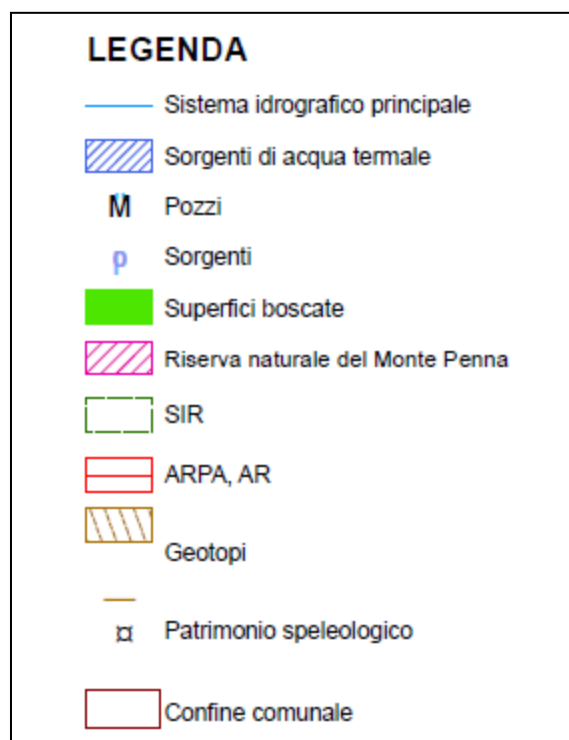 LEGENDA
Sistema idrografico principale
Sorgenti di acqua termale
M Pozzi
p Sorgenti
Superfici boscate
Riserva naturale del Monte Penna
SIR
ARPA, AR
Geotopi
¤ Patrimonio speleologico
Confine comunale